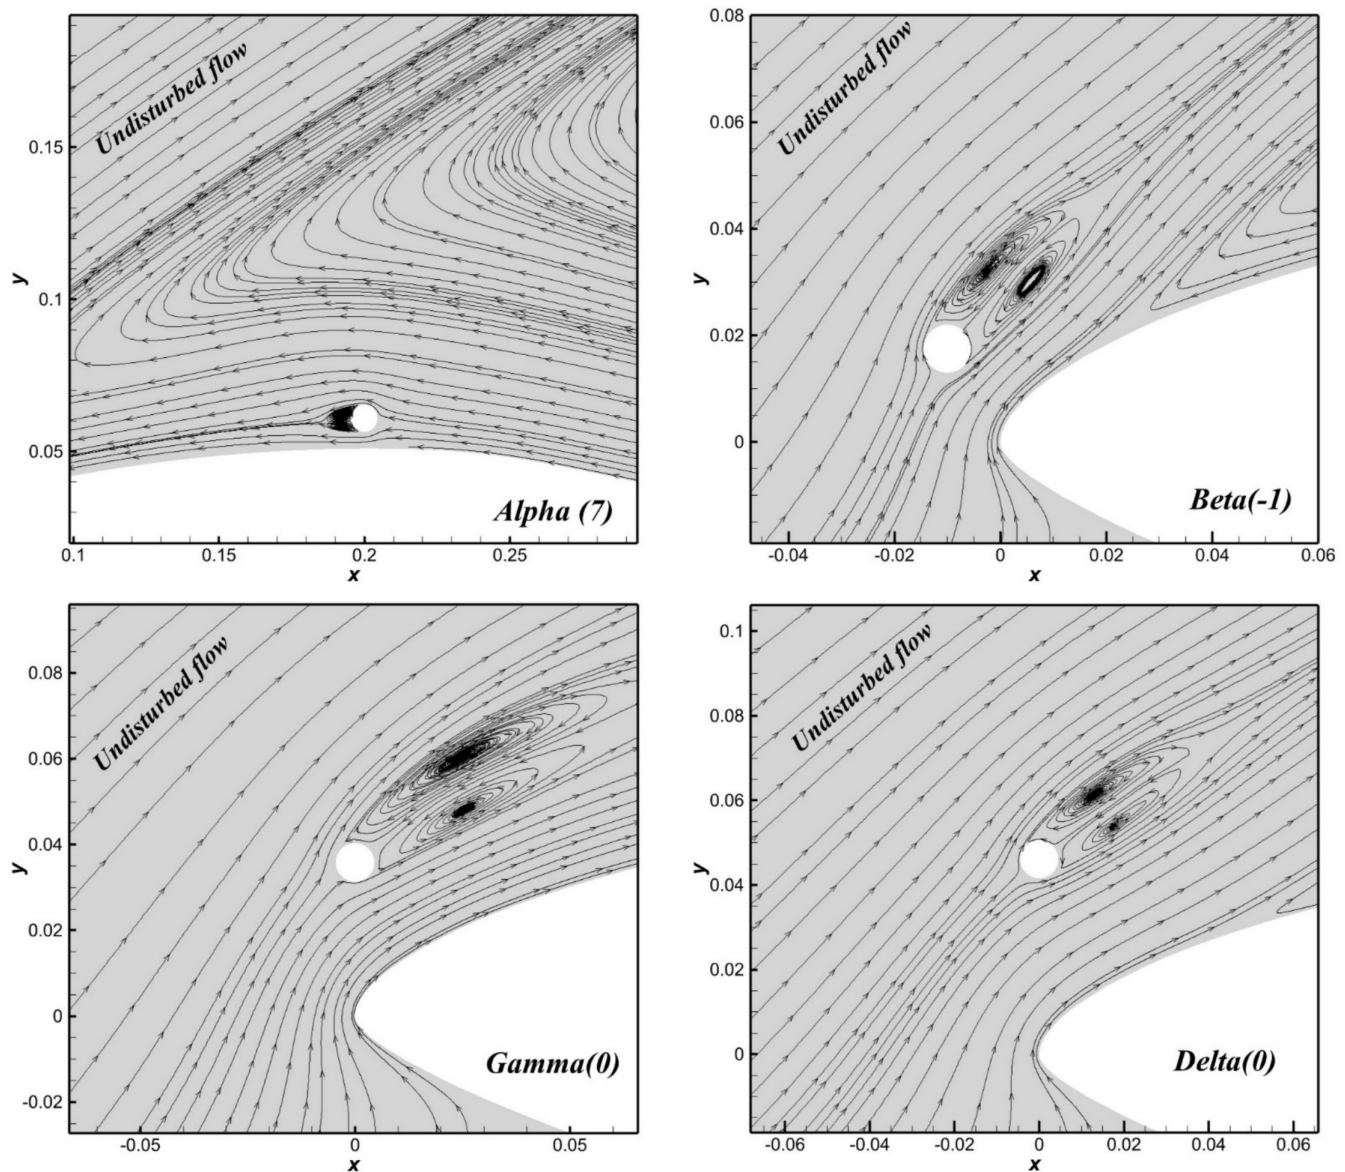 Undisturbed flow
0.15
0.1
0.05
y
Alpha (7)
0.1 0.15 0.2 0.25
x
Undisturbed flow
0.08
0.06
0.04
0.02
0
y
Beta(-1)
-0.04 -0.02 0 0.02 0.04 0.06
x
Undisturbed flow
0.08
0.06
0.04
0.02
0
-0.02
y
Gamma(0)
-0.05 0 0.05
x
Undisturbed flow
0.1
0.08
0.06
0.04
0.02
0
y
Delta(0)
-0.06 -0.04 -0.02 0 0.02 0.04 0.06
x